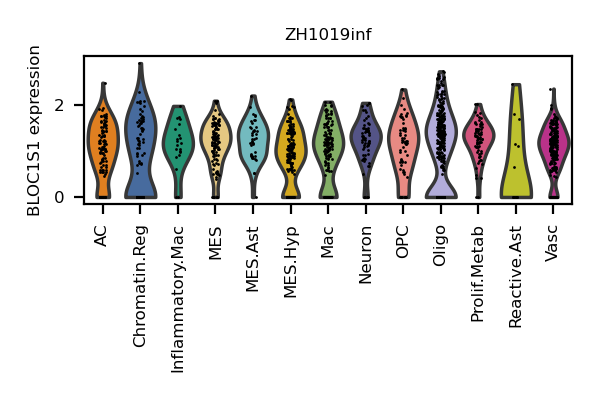 ZH1019inf
BLOC1S1 expression
2
0
AC
Chromatin.Reg
Inflammatory.Mac
MES
MES.Ast
MES.Hyp
Mac
Neuron
OPC
Oligo
Prolif.Metab
Reactive.Ast
Vasc